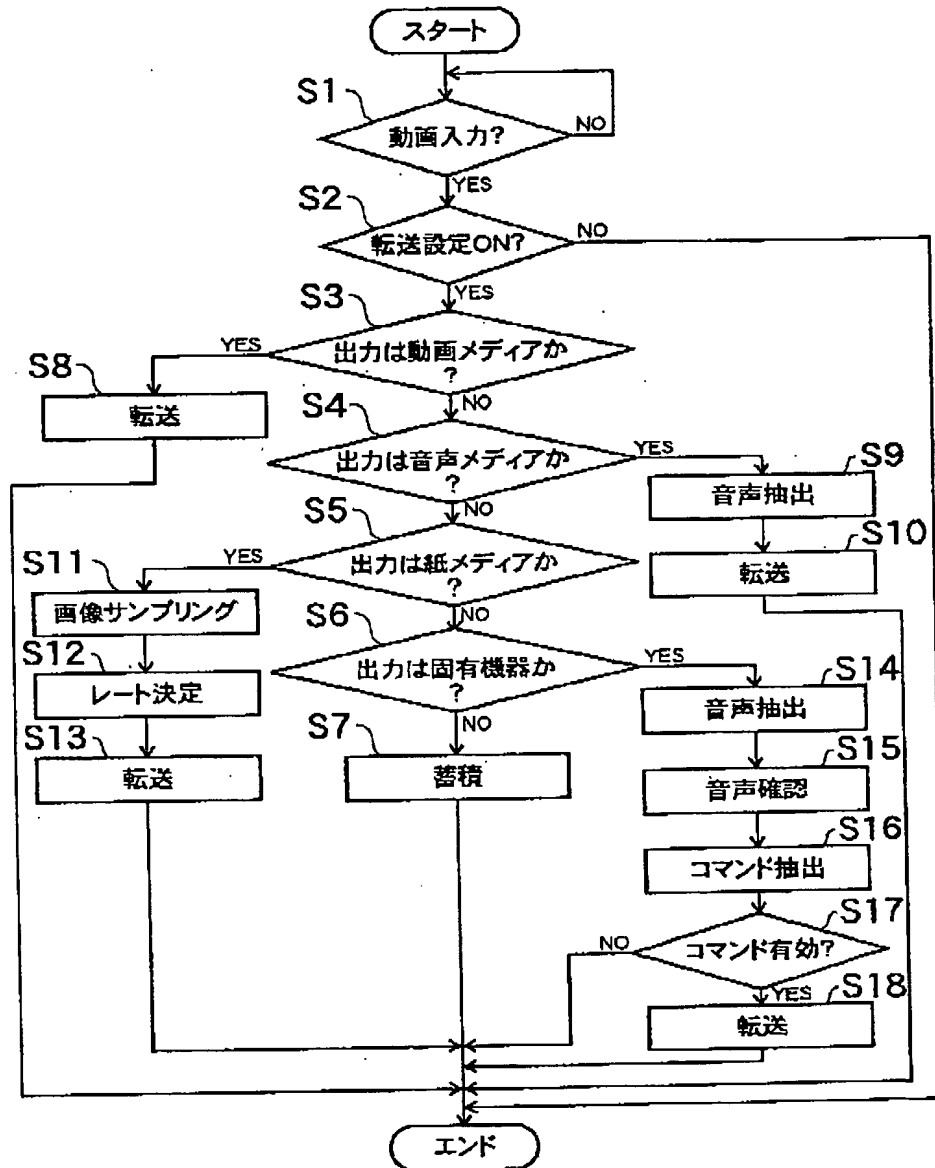 スタート
S1
動画入力?
NO
YES
S2
転送設定ON?
NO
YES
S3
出力は動画メディアか
?
YES
NO
S8
転送
S4
出力は音声メディアか
?
YES
NO
S9
音声抽出
S10
転送
S5
出力は紙メディアか
?
YES
NO
S11
画像サンプリング
S12
レート決定
S13
転送
S6
出力は固有機器か
?
YES
NO
S7
蓄積
S14
音声抽出
S15
音声確認
S16
コマンド抽出
S17
コマンド有効?
NO
YES
S18
転送
エンド